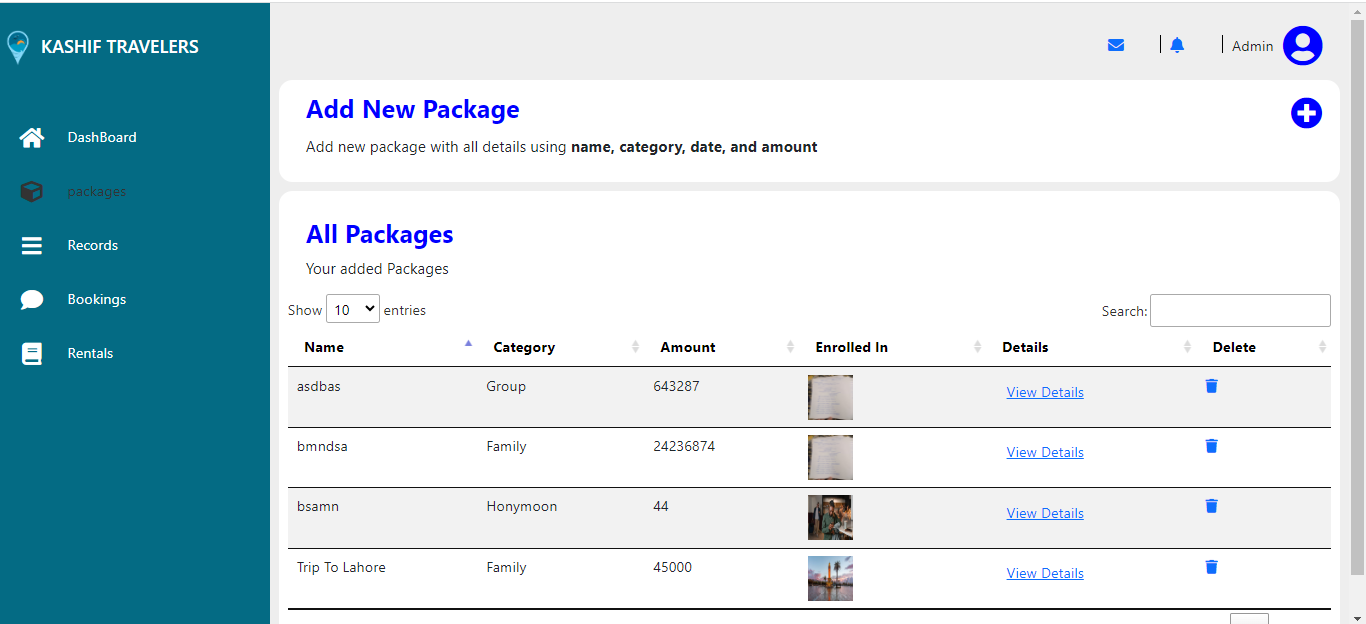 KASHIF TRAVELERS
Admin
DashBoard
packages
Records
Bookings
Rentals
Add New Package
Add new package with all details using name, category, date, and amount
All Packages
Your added Packages
Show 10 entries
Search:
Name Category Amount Enrolled In Details Delete
asdbas Group 643287 View Details
bmndsa Family 24236874 View Details
bsamn Honymoon 44 View Details
Trip To Lahore Family 45000 View Details